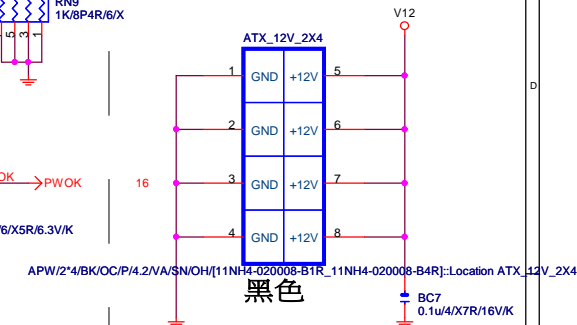 RN9
1K/8P4R/6/X
V12
ATX_12V_2X4
5 3 1
1 GND +12V 5
2 GND +12V 6
3 GND +12V 7
4 GND +12V 8
D
OK
PWOK
16
6/X5R/6.3V/K
APW/2*4/BK/OC/P/4.2/VA/SN/OH/[11NH4-020008-B1R_11NH4-020008-B4R]::Location ATX_12V_2X4
黑色
BC7
0.1u/4/X7R/16V/K